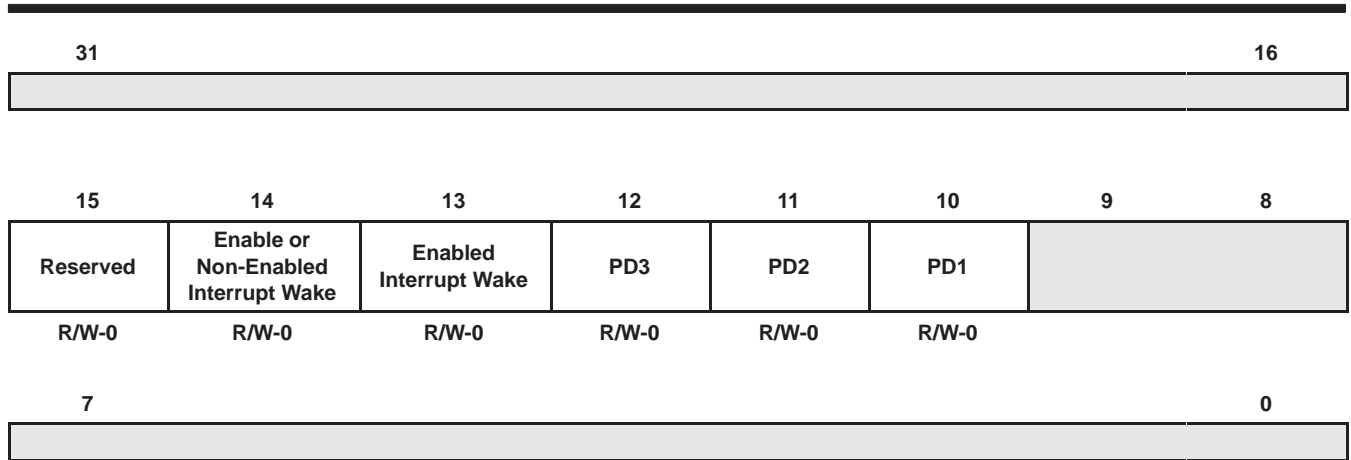 31 16
15 14 13 12 11 10 9 8
Reserved
Enable or
Non-Enabled
Interrupt Wake
Enabled
Interrupt Wake
PD3
PD2
PD1
R/W-0 R/W-0 R/W-0 R/W-0 R/W-0 R/W-0
7 0